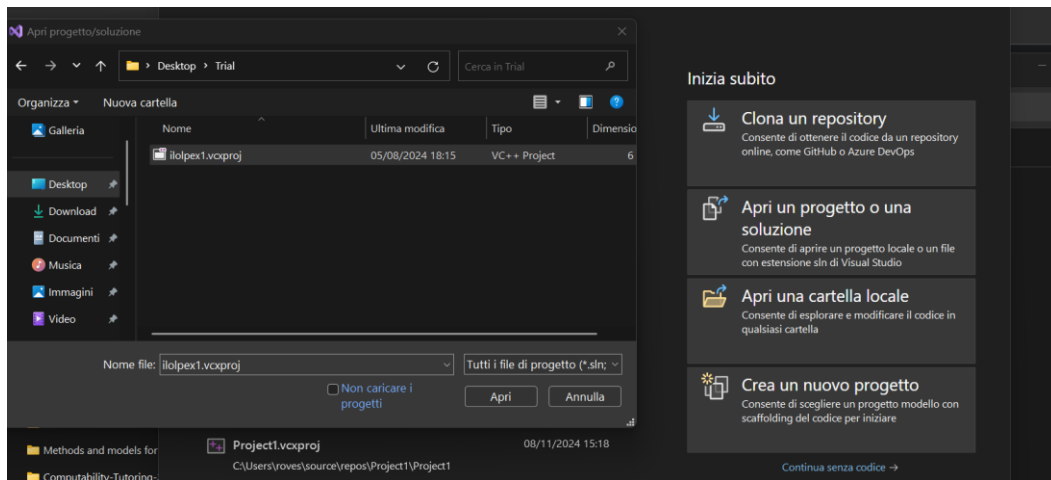 Apri progetto/soluzione
Desktop > Trial
Cerca in Trial
Organizza
Nuova cartella
Galleria
Desktop
Download
Documenti
Musica
Immagini
Video
Nome
Ultima modifica
Tipo
Dimensio
ilolpex1.vcxproj
05/08/2024 18:15
VC++ Project
6
Nome file:
ilolpex1.vcxproj
Tutti i file di progetto (*.sln;
Non caricare i
progetti
Apri
Annulla
Methods and models for
Computability-Tutoring-
Project1.vcxproj
08/11/2024 15:18
C:\Users\roves\source\repos\Project1\Project1
Inizia subito
Clona un repository
Consente di ottenere il codice da un repository
online, come GitHub o Azure DevOps
Apri un progetto o una
soluzione
Consente di aprire un progetto locale o un file
con estensione sln di Visual Studio
Apri una cartella locale
Consente di esplorare e modificare il codice in
qualsiasi cartella
Crea un nuovo progetto
Consente di scegliere un progetto modello con
scaffolding del codice per iniziare
Continua senza codice →